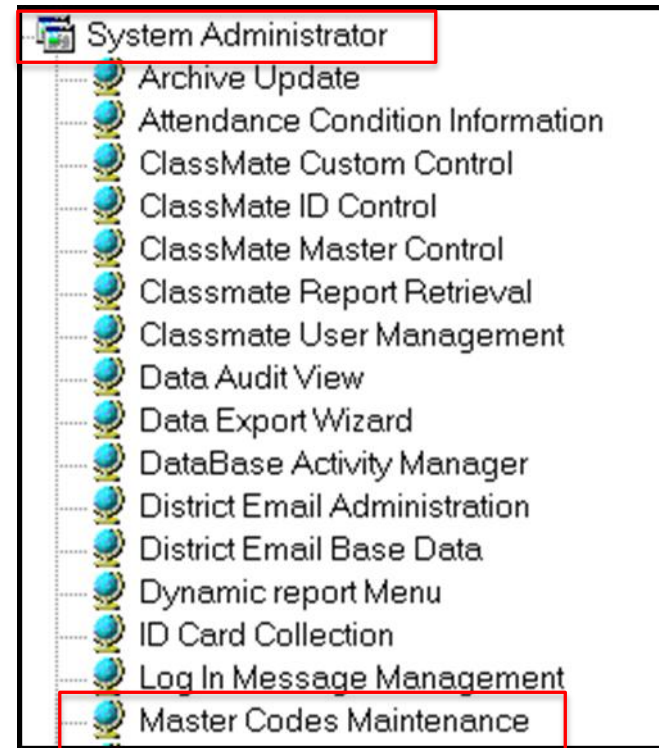 System Administrator
Archive Update
Attendance Condition Information
ClassMate Custom Control
ClassMate ID Control
ClassMate Master Control
Classmate Report Retrieval
Classmate User Management
Data Audit View
Data Export Wizard
DataBase Activity Manager
District Email Administration
District Email Base Data
Dynamic report Menu
ID Card Collection
Log In Message Management
Master Codes Maintenance